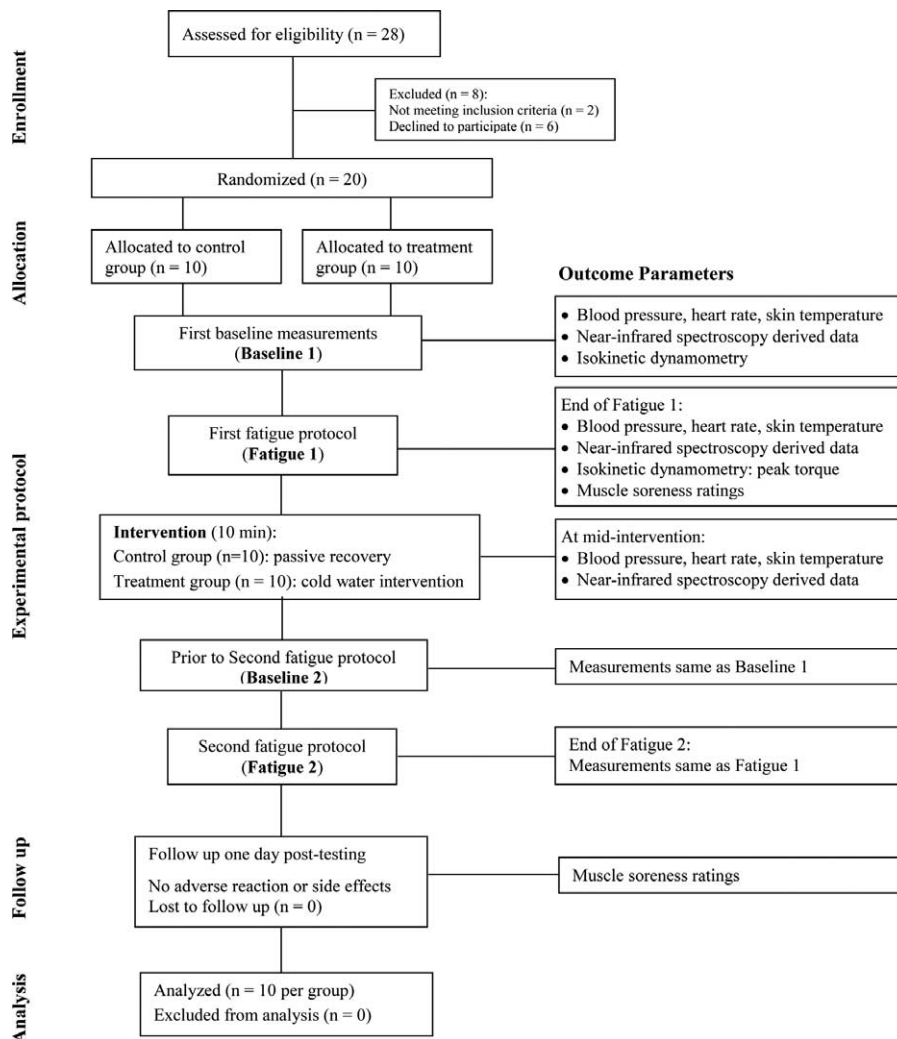 Enrollment
Assessed for eligibility (n = 28)
Excluded (n = 8):
Not meeting inclusion criteria (n = 2)
Declined to participate (n = 6)
Randomized (n = 20)
Allocation
Allocated to control
group (n = 10)
Allocated to treatment
group (n = 10)
Outcome Parameters
First baseline measurements
(Baseline 1)
• Blood pressure, heart rate, skin temperature
• Near-infrared spectroscopy derived data
• Isokinetic dynamometry
Experimental protocol
First fatigue protocol
(Fatigue 1)
End of Fatigue 1:
• Blood pressure, heart rate, skin temperature
• Near-infrared spectroscopy derived data
• Isokinetic dynamometry: peak torque
• Muscle soreness ratings
Intervention (10 min):
Control group (n=10): passive recovery
Treatment group (n = 10): cold water intervention
At mid-intervention:
• Blood pressure, heart rate, skin temperature
• Near-infrared spectroscopy derived data
Prior to Second fatigue protocol
(Baseline 2)
Measurements same as Baseline 1
Second fatigue protocol
(Fatigue 2)
End of Fatigue 2:
Measurements same as Fatigue 1
Follow up
Follow up one day post-testing
No adverse reaction or side effects
Lost to follow up (n = 0)
Muscle soreness ratings
Analysis
Analyzed (n = 10 per group)
Excluded from analysis (n = 0)